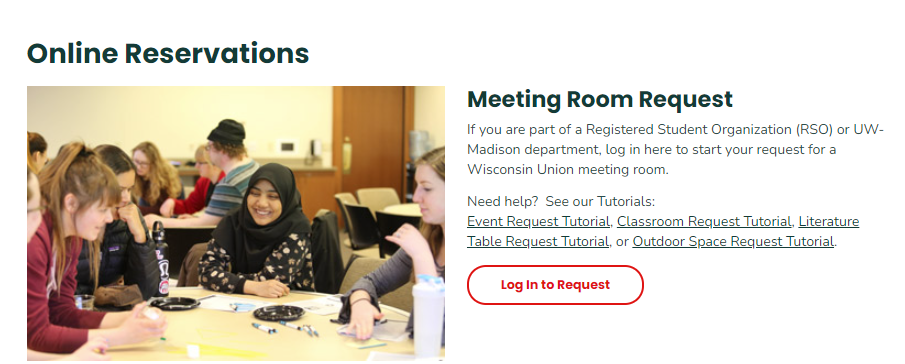 Online Reservations
Meeting Room Request
If you are part of a Registered Student Organization (RSO) or UW-
Madison department, log in here to start your request for a
Wisconsin Union meeting room.
Need help?  See our Tutorials:
Event Request Tutorial, Classroom Request Tutorial, Literature
Table Request Tutorial, or Outdoor Space Request Tutorial.
Log In to Request